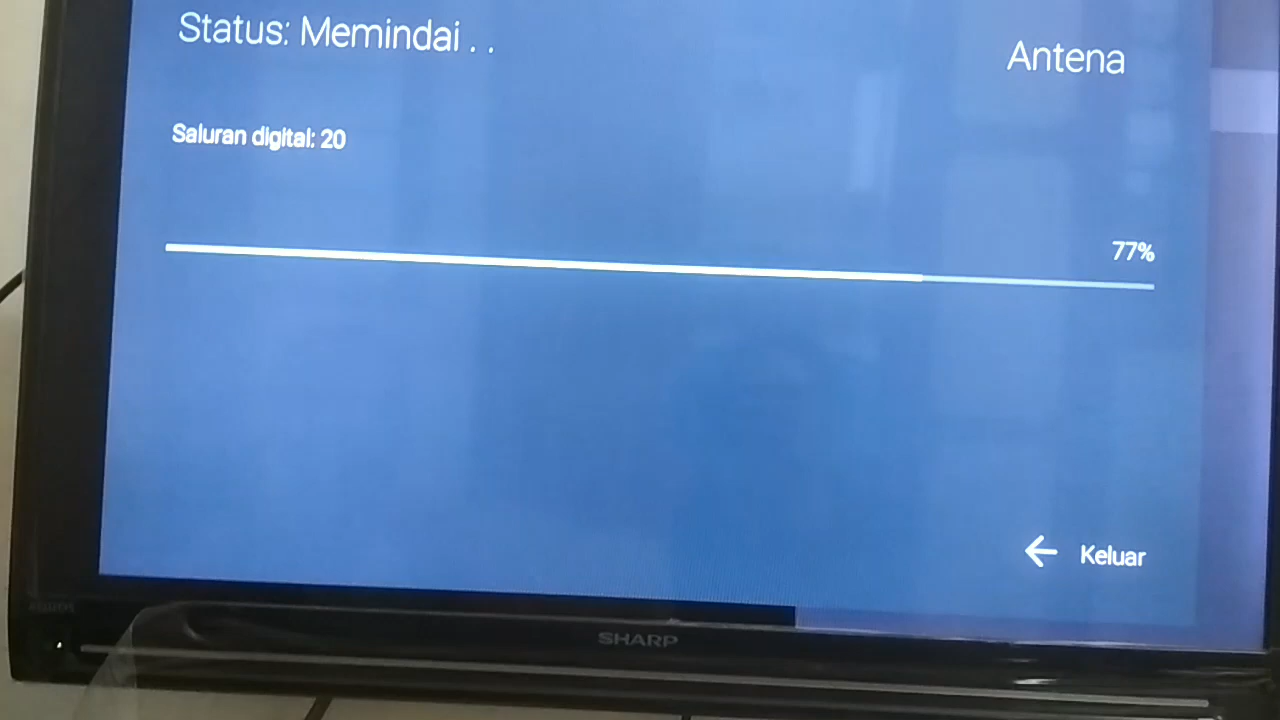 Status: Memindai . .
Antena
Saluran digital: 20
77%
Keluar
SHARP